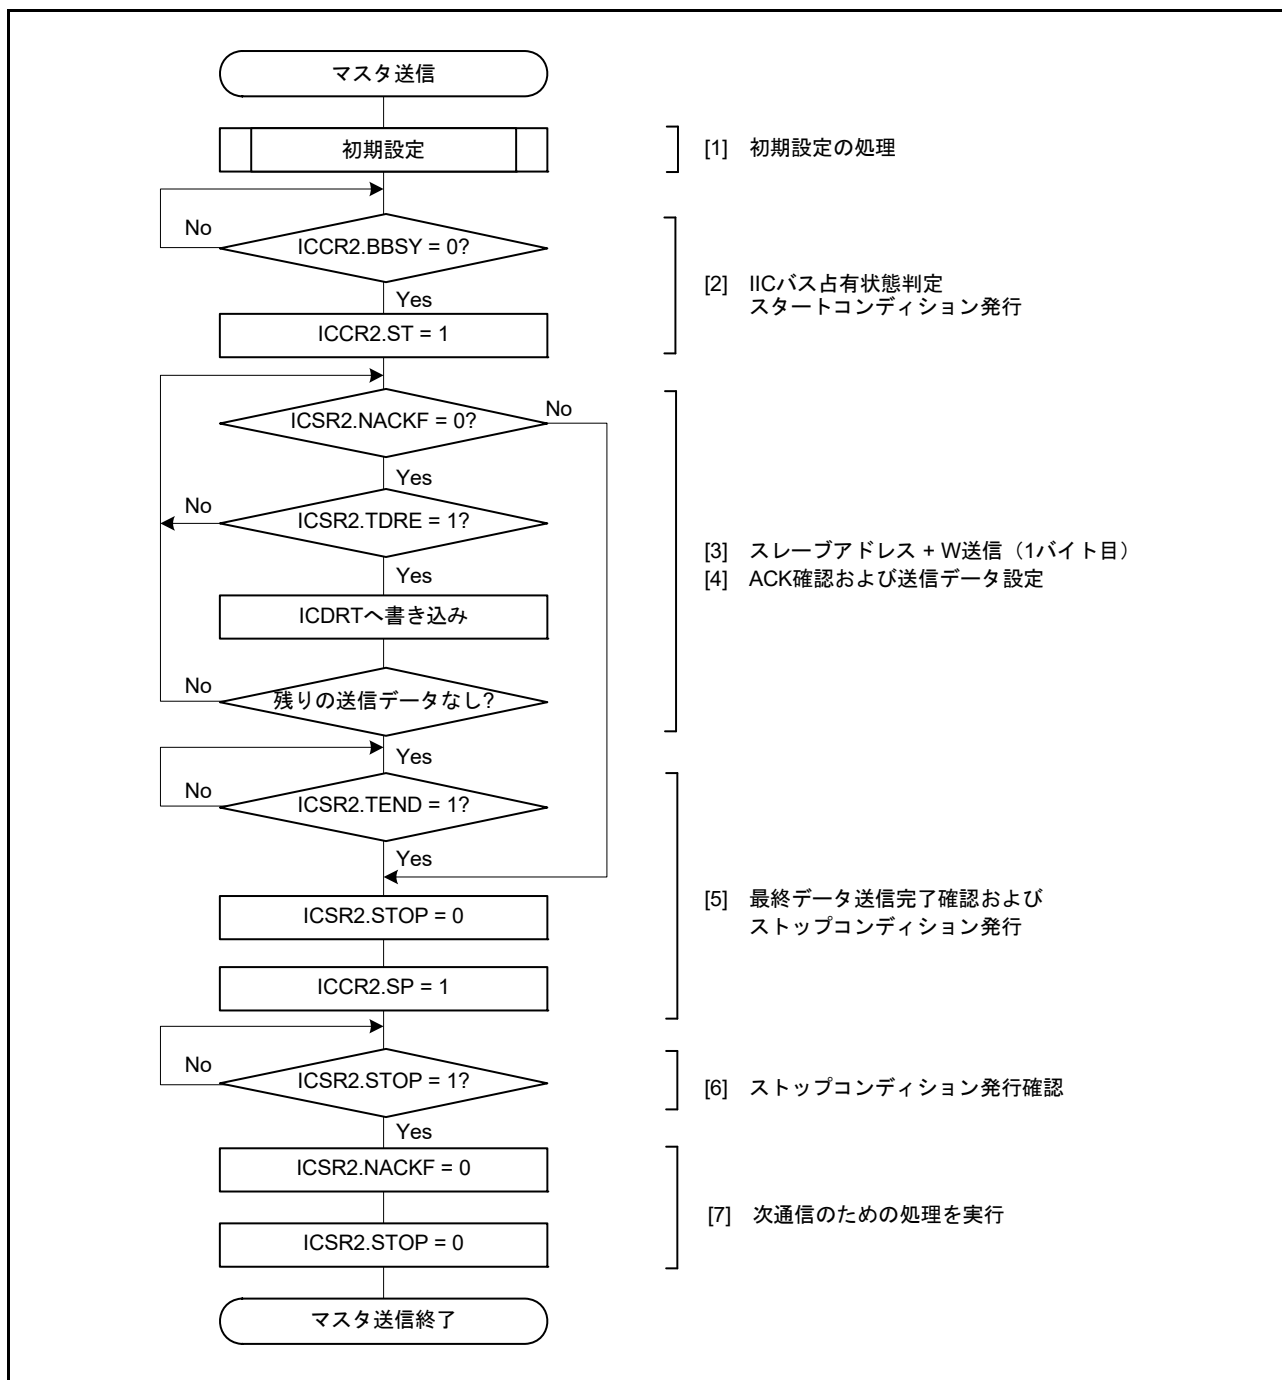 マスタ送信
初期設定
[1] 初期設定の処理
No
ICCR2.BBSY = 0?
Yes
ICCR2.ST = 1
[2] IICバス占有状態判定
スタートコンディション発行
ICSR2.NACKF = 0?
No
Yes
No
ICSR2.TDRE = 1?
Yes
ICDRTへ書き込み
No
残りの送信データなし?
Yes
[3] スレーブアドレス + W送信（1バイト目）
[4] ACK確認および送信データ設定
No
ICSR2.TEND = 1?
Yes
ICSR2.STOP = 0
ICCR2.SP = 1
[5] 最終データ送信完了確認および
ストップコンディション発行
No
ICSR2.STOP = 1?
Yes
[6] ストップコンディション発行確認
ICSR2.NACKF = 0
ICSR2.STOP = 0
[7] 次通信のための処理を実行
マスタ送信終了